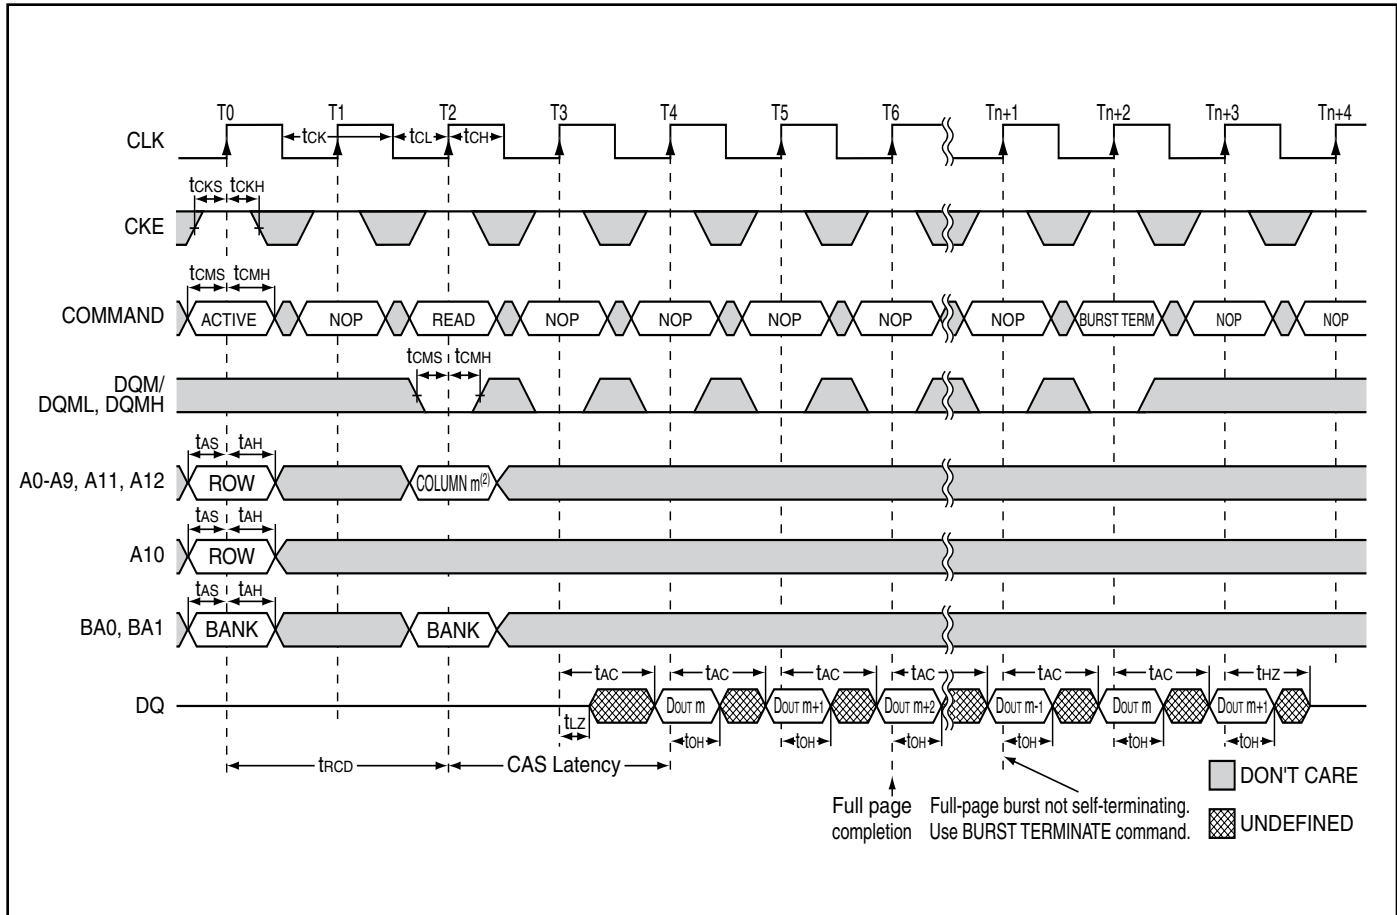 T0 T1 T2 T3 T4 T5 T6 Tn+1 Tn+2 Tn+3 Tn+4
CLK tCK tCL tCH
tCKS tCKH
CKE
tCMS tCMH
COMMAND ACTIVE NOP READ NOP NOP NOP NOP NOP BURST TERM NOP NOP
tCMS tCMH
DQM/
DQML, DQMH
tAS tAH
A0-A9, A11, A12 ROW COLUMN m(2)
tAS tAH
A10 ROW
tAS tAH
BA0, BA1 BANK BANK
tAC tAC tAC tAC tAC tAC tHZ
DQ DOUT m DOUT m+1 DOUT m+2 DOUT m-1 DOUT m DOUT m+1
tLZ tOH tOH tOH tOH tOH tOH
tRCD CAS Latency
DON'T CARE
UNDEFINED
Full page
completion
Full-page burst not self-terminating.
Use BURST TERMINATE command.